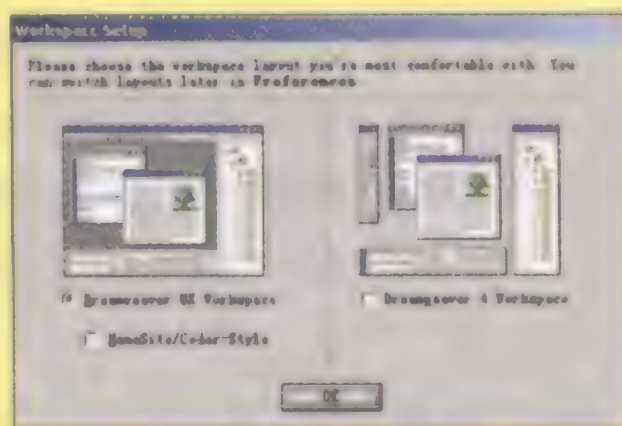 Workspace Setup
Please choose the workspace layout you're most comfortable with. You
can switch layouts later in Preferences
Dreamweaver MX Workspace
Dreamweaver 4 Workspace
HomeSite/Coder-Style
OK